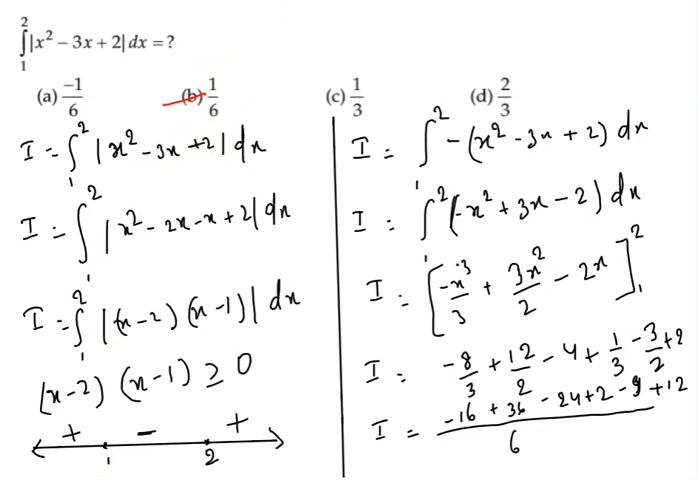 ∫₁² |x² − 3x + 2| dx = ?
(a) −1/6 (b) 1/6 (c) 1/3 (d) 2/3
I = ∫₁² |x² − 3x + 2| dx
I = ∫₁² |x² − 2x − x + 2| dx
I = ∫₁² |(x−2) (x−1)| dx
(x−2) (x−1) ≥ 0
+ − +
1 2
I = ∫₁² −(x² − 3x + 2) dx
I = ∫₁² (−x² + 3x − 2) dx
I = [−x³/3 + 3x²/2 − 2x]₁²
I = −8/3 + 12/2 − 4 + 1/3 − 3/2 + 2
I = (−16 + 36 − 24 + 2 − 9 + 12)/6